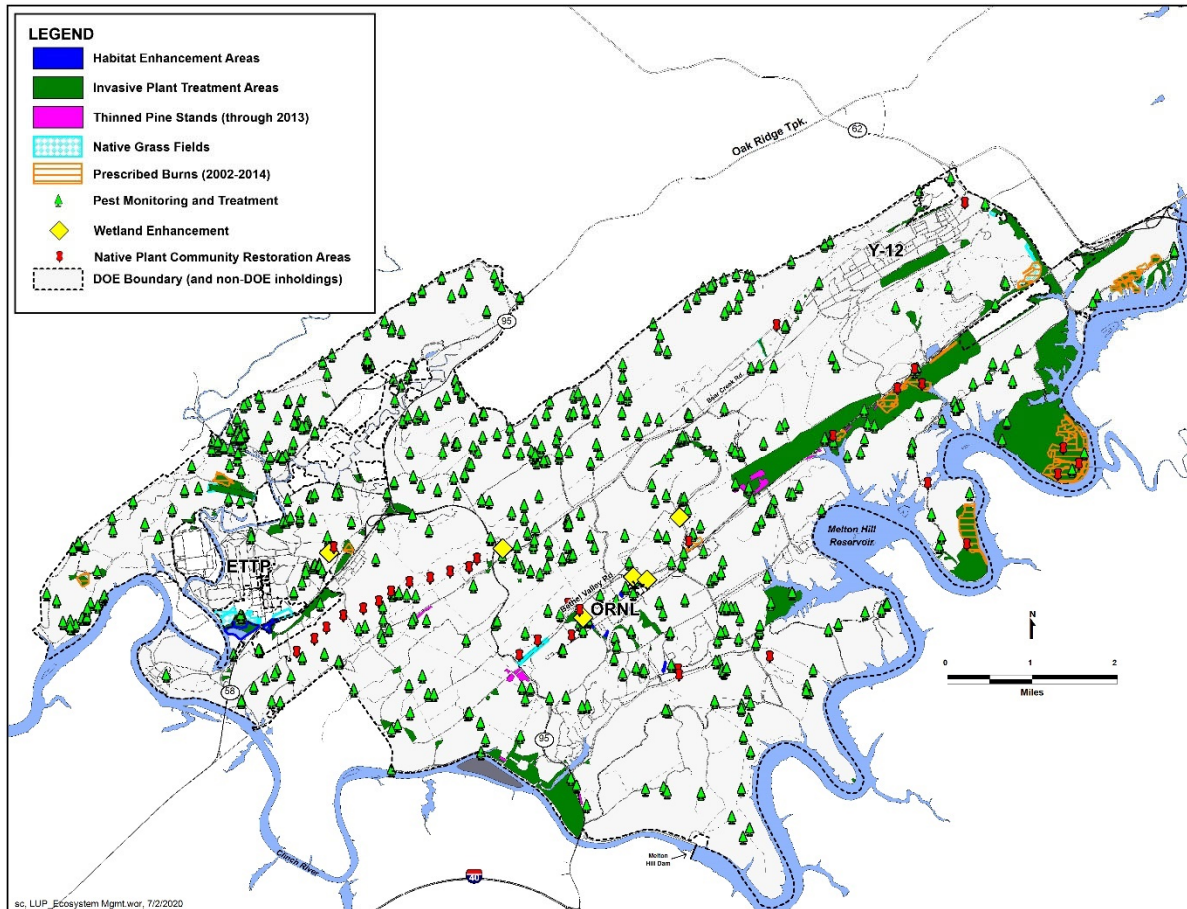 LEGEND
Habitat Enhancement Areas
Invasive Plant Treatment Areas
Thinned Pine Stands (through 2013)
Native Grass Fields
Prescribed Burns (2002-2014)
Pest Monitoring and Treatment
Wetland Enhancement
Native Plant Community Restoration Areas
DOE Boundary (and non-DOE inholdings)
Oak Ridge Tpk.
62
Y-12
95
Bear Creek Rd.
Melton Hill
Reservoir
ETTP
Bethel Valley Rd.
ORNL
N
0 1 2
Miles
58
95
Clinch River
Melton
Hill Dam
40
sc, LUP_Ecosystem Mgmt.wor, 7/2/2020